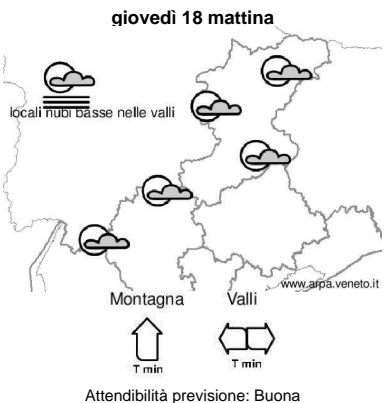 giovedì 18 mattina
locali nubi basse nelle valli
www.arpa.veneto.it
Montagna Valli
T min T min
Attendibilità previsione: Buona